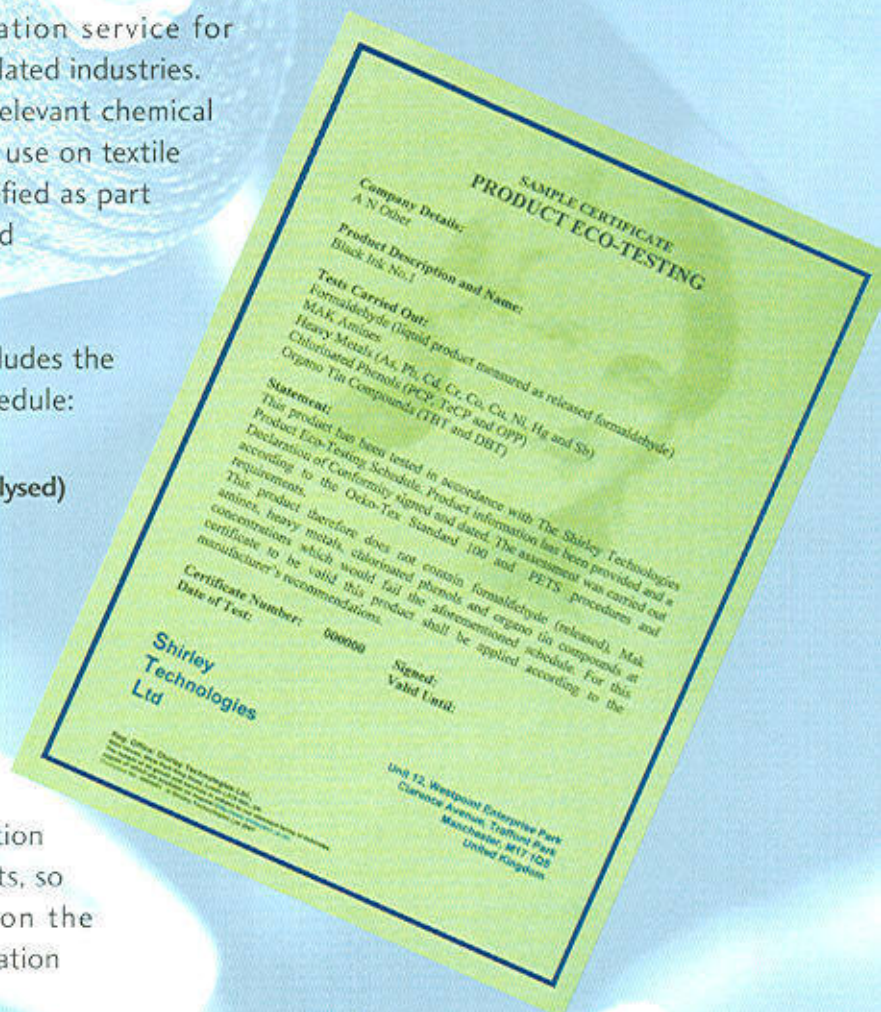 ation service for
lated industries.
elevant chemical
use on textile
fied as part
d
ludes the
edule:
lysed)
tion
ts, so
on the
ation
SAMPLE CERTIFICATE
PRODUCT ECO-TESTING
Company Details:
A N Other
Product Description and Name:
Black Ink No.1
Tests Carried Out:
Formaldehyde (liquid product measured as released formaldehyde)
MAK Amines
Heavy Metals (As, Pb, Cd, Cr, Co, Cu, Ni, Hg and Sb)
Chlorinated Phenols (PCP, TeCP and OPP)
Organo Tin Compounds (TBT and DBT)
Statement:
This product has been tested in accordance with The Shirley Technologies
Product Eco-Testing Schedule. Product information has been provided and a
Declaration of Conformity signed and dated. The assessment was carried out
according to the Oeko-Tex Standard 100 and PETS procedures and
requirements.
This product therefore does not contain formaldehyde (released), Mak
amines, heavy metals, chlorinated phenols and organo tin compounds at
concentrations which would fail the aforementioned schedule. For this
certificate to be valid this product shall be applied according to the
manufacturer's recommendations.
Certificate Number: 000000 Signed:
Date of Test: Valid Until:
Shirley
Technologies
Ltd
Reg. Office: Shirley Technologies Ltd.
Unit 12, Westpoint Enterprise Park
Clarence Avenue, Trafford Park
Manchester, M17 1QS
United Kingdom